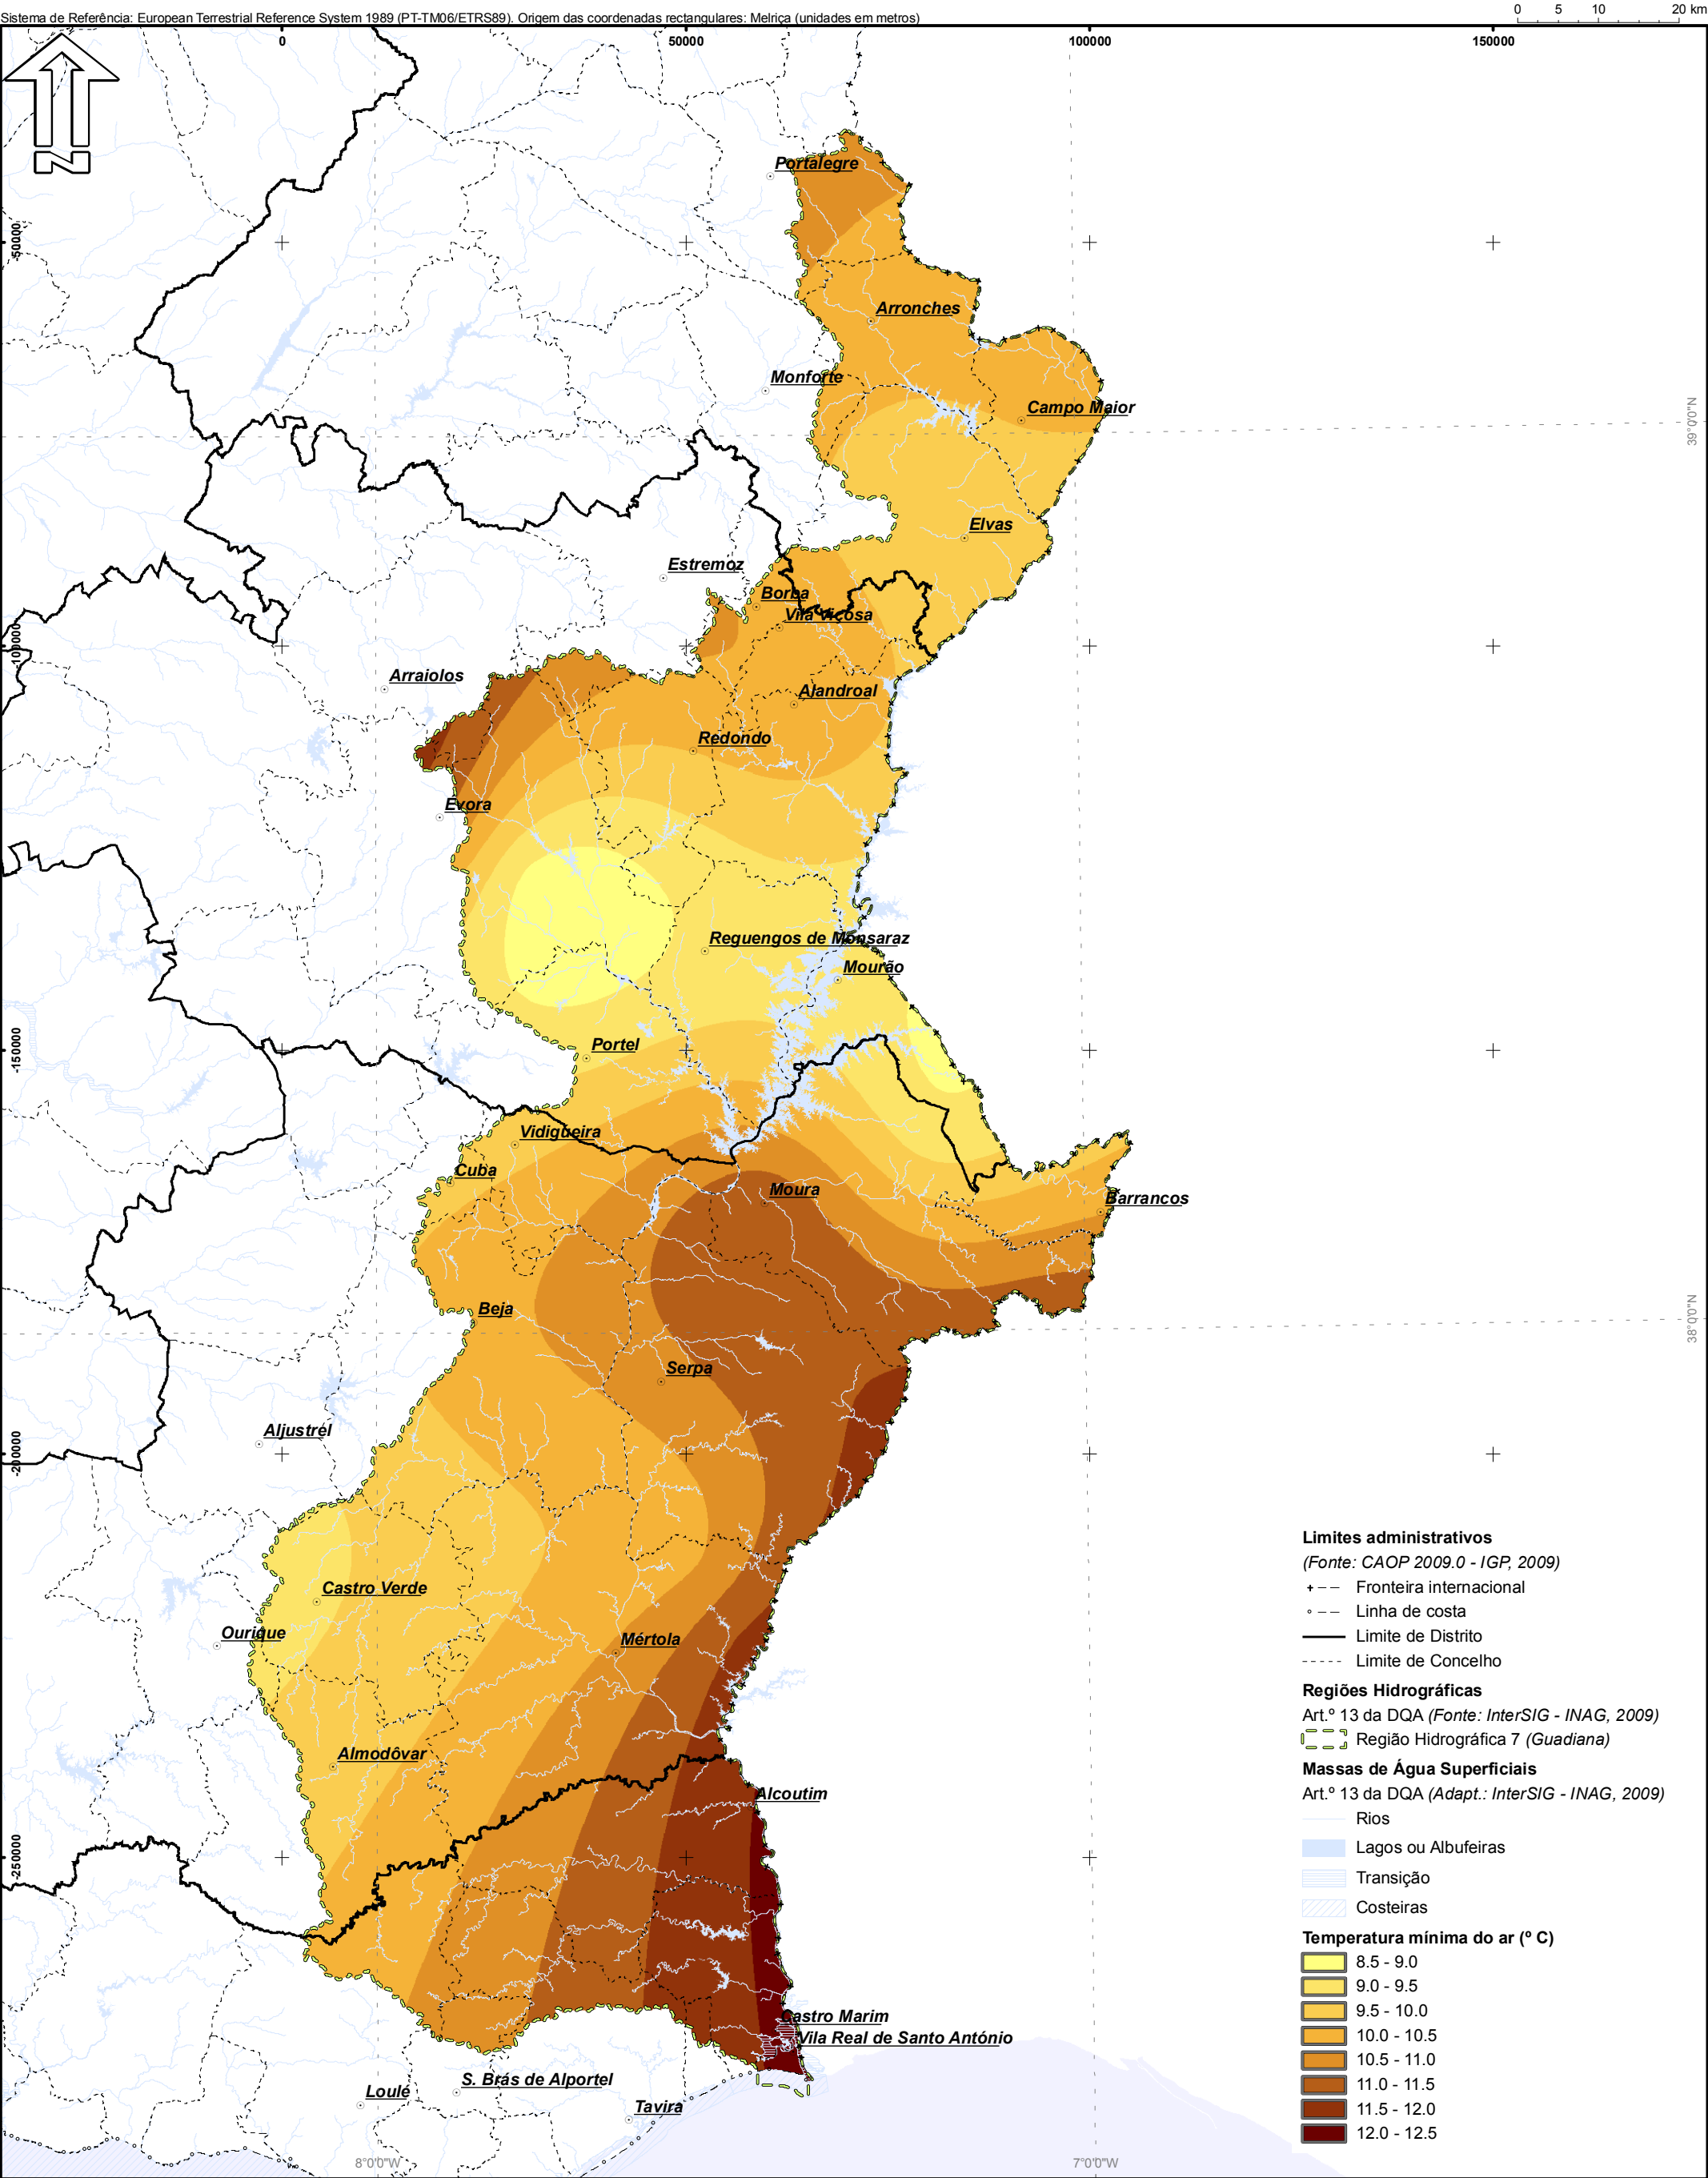 Sistema de Referência: European Terrestrial Reference System 1989 (PT-TM06/ETRS89). Origem das coordenadas rectangulares: Melriça (unidades em metros)
0 5 10 20 km
0 50000 100000 150000
N
Portalegre
-50000
Arronches
Monforte
Campo Maior
39°0'0"N
Elvas
Estremoz
Borba
Vila Viçosa
-100000
Arraiolos
Alandroal
Redondo
Évora
Reguengos de Monsaraz
Mourão
Portel
-150000
Vidigueira
Cuba
Moura
Barrancos
Beja
38°0'0"N
Serpa
Aljustrel
-200000
Castro Verde
Ourique
Mértola
Almodôvar
Alcoutim
-250000
Castro Marim
Vila Real de Santo António
S. Brás de Alportel
Loulé
Tavira
8°0'0"W
7°0'0"W
Limites administrativos
(Fonte: CAOP 2009.0 - IGP, 2009)
Fronteira internacional
Linha de costa
Limite de Distrito
Limite de Concelho
Regiões Hidrográficas
Art.º 13 da DQA (Fonte: InterSIG - INAG, 2009)
Região Hidrográfica 7 (Guadiana)
Massas de Água Superficiais
Art.º 13 da DQA (Adapt.: InterSIG - INAG, 2009)
Rios
Lagos ou Albufeiras
Transição
Costeiras
Temperatura mínima do ar (º C)
8.5 - 9.0
9.0 - 9.5
9.5 - 10.0
10.0 - 10.5
10.5 - 11.0
11.0 - 11.5
11.5 - 12.0
12.0 - 12.5